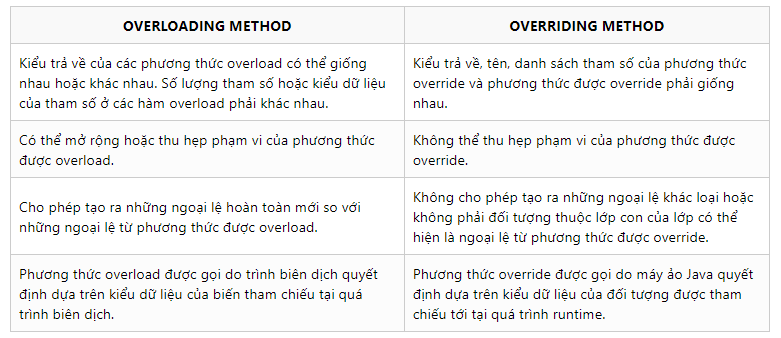 OVERLOADING METHOD
OVERRIDING METHOD
Kiểu trả về của các phương thức overload có thể giống
nhau hoặc khác nhau. Số lượng tham số hoặc kiểu dữ liệu
của tham số ở các hàm overload phải khác nhau.
Kiểu trả về, tên, danh sách tham số của phương thức
override và phương thức được override phải giống
nhau.
Có thể mở rộng hoặc thu hẹp phạm vi của phương thức
được overload.
Không thể thu hẹp phạm vi của phương thức được
override.
Cho phép tạo ra những ngoại lệ hoàn toàn mới so với
những ngoại lệ từ phương thức được overload.
Không cho phép tạo ra những ngoại lệ khác loại hoặc
không phải đối tượng thuộc lớp con của lớp có thể
hiện là ngoại lệ từ phương thức được override.
Phương thức overload được gọi do trình biên dịch quyết
định dựa trên kiểu dữ liệu của biến tham chiếu tại quá
trình biên dịch.
Phương thức override được gọi do máy ảo Java quyết
định dựa trên kiểu dữ liệu của đối tượng được tham
chiếu tới tại quá trình runtime.